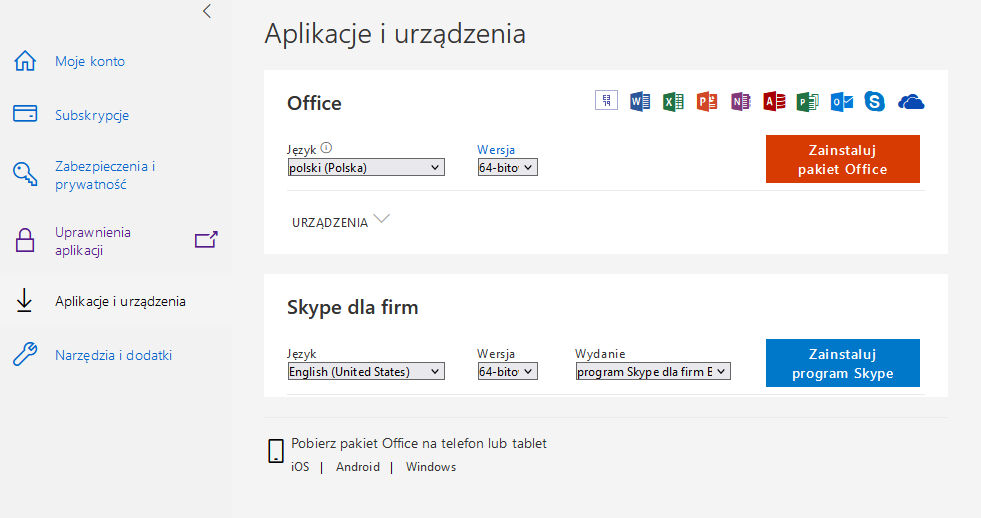 Moje konto
Subskrypcje
Zabezpieczenia i
prywatność
Uprawnienia
aplikacji
Aplikacje i urządzenia
Narzędzia i dodatki
Aplikacje i urządzenia
Office
Język
Wersja
polski (Polska)
64-bito
Zainstaluj
pakiet Office
URZĄDZENIA
Skype dla firm
Język
Wersja
Wydanie
English (United States)
64-bito
program Skype dla firm B
Zainstaluj
program Skype
Pobierz pakiet Office na telefon lub tablet
iOS | Android | Windows